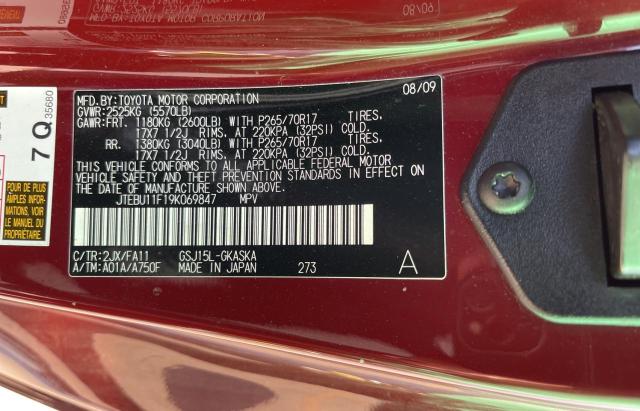 MFD. BY: TOYOTA MOTOR CORPORATION 08/09
GVWR: 2525KG (5570LB)
GAWR: FRT. 1180KG (2600LB) WITH P265/70R17 TIRES,
17X7 1/2J RIMS, AT 220KPA (32PSI) COLD.
RR. 1380KG (3040LB) WITH P265/70R17 TIRES,
17X7 1/2J RIMS, AT 220KPA (32PSI) COLD.
THIS VEHICLE CONFORMS TO ALL APPLICABLE FEDERAL MOTOR
VEHICLE SAFETY AND THEFT PREVENTION STANDARDS IN EFFECT ON
THE DATE OF MANUFACTURE SHOWN ABOVE.
JTEBU11F19K069847 MPV
C/TR: 2JX/FA11 GSJ15L-GKASKA
A/TM: A01A/A750F MADE IN JAPAN 273 A
7 Q 35680
POUR DE PLUS
AMPLES INFOR-
MATIONS, VOIR
LE MANUEL DU